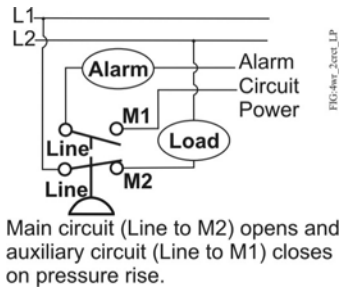 L1
L2
Alarm
Alarm
Circuit
Power
M1
Line
Load
M2
Line
FIG:4wr_2crct_LP
Main circuit (Line to M2) opens and
auxiliary circuit (Line to M1) closes
on pressure rise.